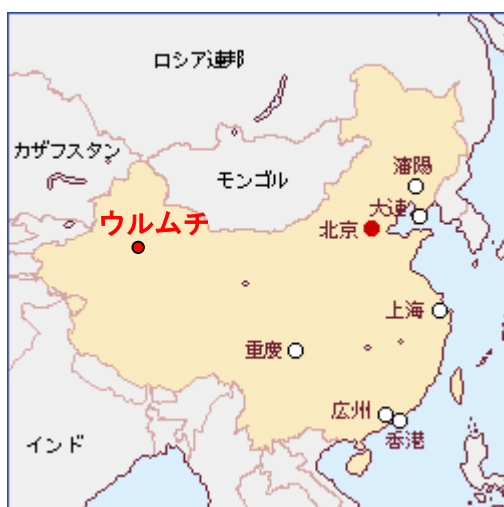 ロシア連邦
カザフスタン
モンゴル
瀋陽
ウルムチ
大連
北京
上海
重慶
広州
香港
インド